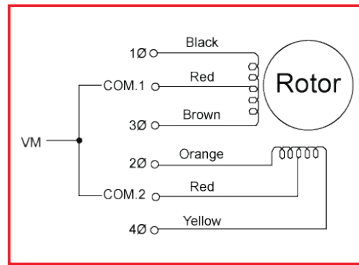 1Ø Black
COM.1 Red
Rotor
3Ø Brown
VM
2Ø Orange
COM.2 Red
4Ø Yellow